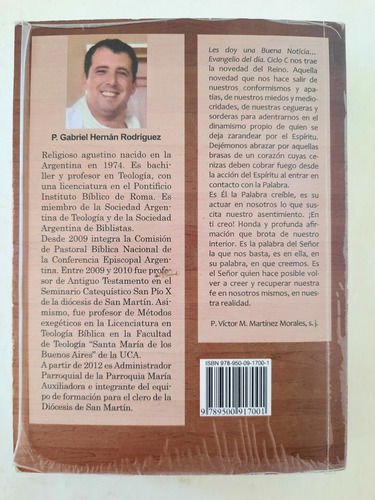 P. Gabriel Hernàn Rodríguez
Religioso agustino nacido en la
Argentina en 1974. Es bachi-
ller y profesor en Teología, con
una licenciatura en el Pontificio
Instituto Bíblico de Roma. Es
miembro de la Sociedad Argen-
tina de Teología y de la Sociedad
Argentina de Biblistas.
Desde 2009 integra la Comisión
de Pastoral Bíblica Nacional de
la Conferencia Episcopal Argen-
tina. Entre 2009 y 2010 fue profe-
sor de Antiguo Testamento en el
Seminario Catequístico San Pío X
de la diócesis de San Martín. Asi-
mismo, fue profesor de Métodos
exegéticos en la Licenciatura en
Teología Bíblica en la Facultad
de Teología “Santa María de los
Buenos Aires” de la UCA.
A partir de 2012 es Administrador
Parroquial de la Parroquia María
Auxiliadora e integrante del equi-
po de formación para el clero de la
Diócesis de San Martín.
Les doy una Buena Noticia...
Evangelio del día. Ciclo C nos trae
la novedad del Reino. Aquella
novedad que nos hace salir de
nuestros conformismos y apa-
tías, de nuestros miedos y medio-
cridades, de nuestras cegueras y
sorderas para adentrarnos en el
dinamismo propio de quien se
deja zarandear por el Espíritu.
Dejémonos abrazar por aquellas
brasas de un corazón cuyas ce-
nizas deben cobrar fuego desde
la acción del Espíritu al entrar en
contacto con la Palabra.
Es Él la Palabra creíble, es su
actuar en nosotros lo que sus-
cita nuestro asentimiento. ¡En
ti creo! Honda y profunda afir-
mación que brota de nuestro
interior. Es la palabra del Señor
la que nos basta, es en ella, en
su palabra, en que creemos. Es
el Señor quien hace posible vol-
ver a creer y recuperar nuestra
fe en nosotros mismos, en nues-
tra realidad.
P. Víctor M. Martínez Morales, s. j.
ISBN 978-950-09-1700-1
9 789500 917001